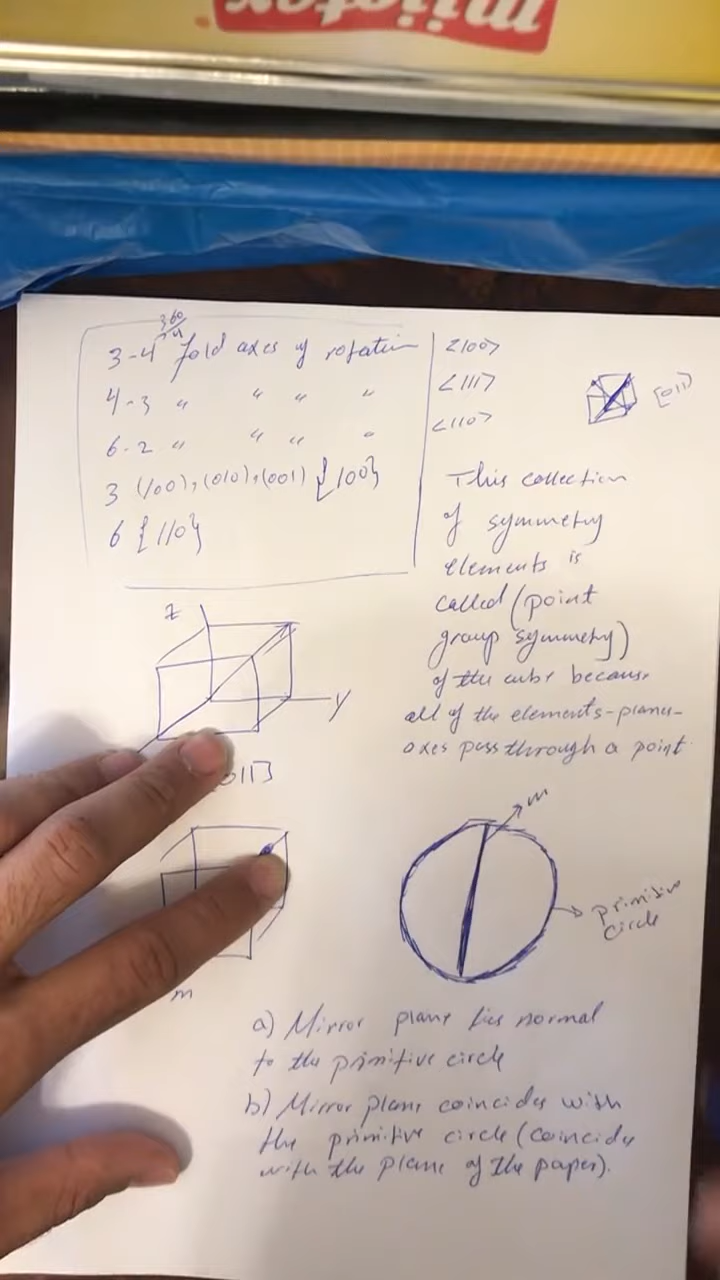 360
4
3-4 fold axes of rotation <100>
4-3 " " " " <111>
6-2 " " " " <110>
[011]
3 (100), (010), (001) {100}
6 {110}
This collection
of symmetry
elements is
called (point
group symmetry)
of the cube because
all of the elements-planes-
axes pass through a point
z
y
011]
m
m
primitive
circle
a) Mirror plane lies normal
to the primitive circle
b) Mirror plane coincides with
the primitive circle (coincides
with the plane of the paper).